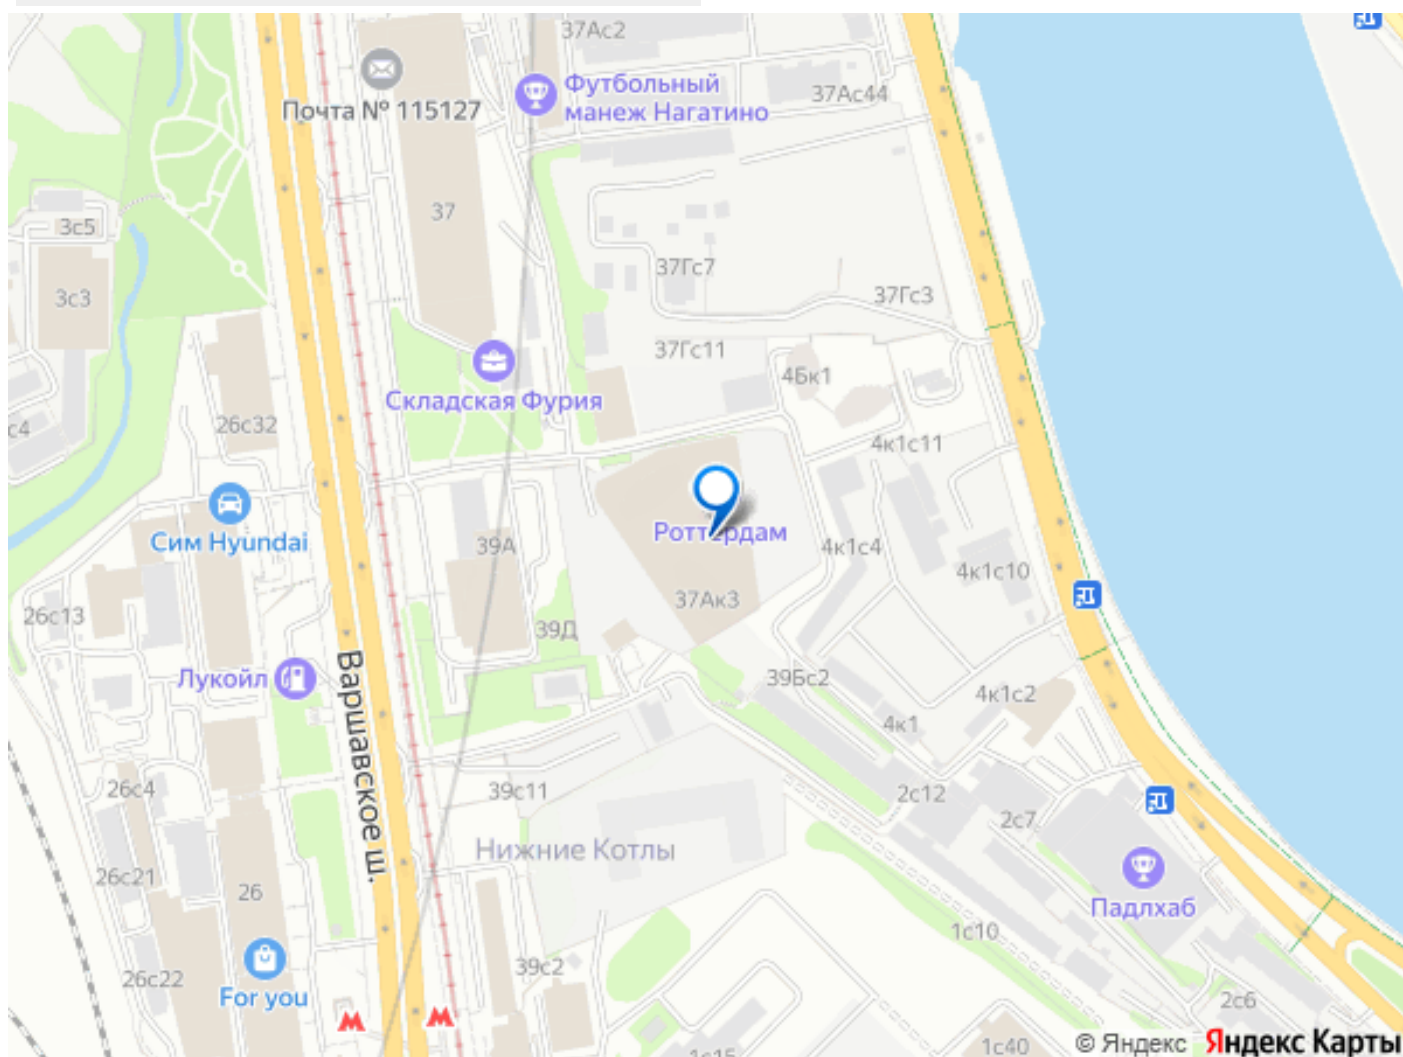 37Ас2
Почта № 115127
Футбольный
манеж Нагатино
37Ас44
37
3с5
3с3
37Гс7
37Гс3
37Гс11
4Бк1
Складская Фурия
26с32
с4
4к1с11
Сим Hyundai
39А
Роттердам
4к1с4
4к1с10
37Ак3
26с13
39Д
Лукойл
Варшавское ш.
39Бс2
4к1с2
4к1
26с4
39с11
2с12
2с7
Нижние Котлы
26с21
26
Падлхаб
1с10
26с22
For you
39с2
2с6
1с15
1с40
© Яндекс Яндекс Карты